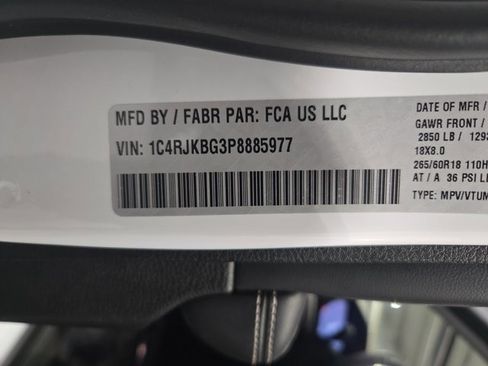 MFD BY / FABR PAR: FCA US LLC
VIN: 1C4RJKBG3P8885977
DATE OF MFR /
GAWR FRONT /
2850 LB / 129
18X8.0
265/60R18 110H
AT / A 36 PSI
TYPE: MPV/VTUM